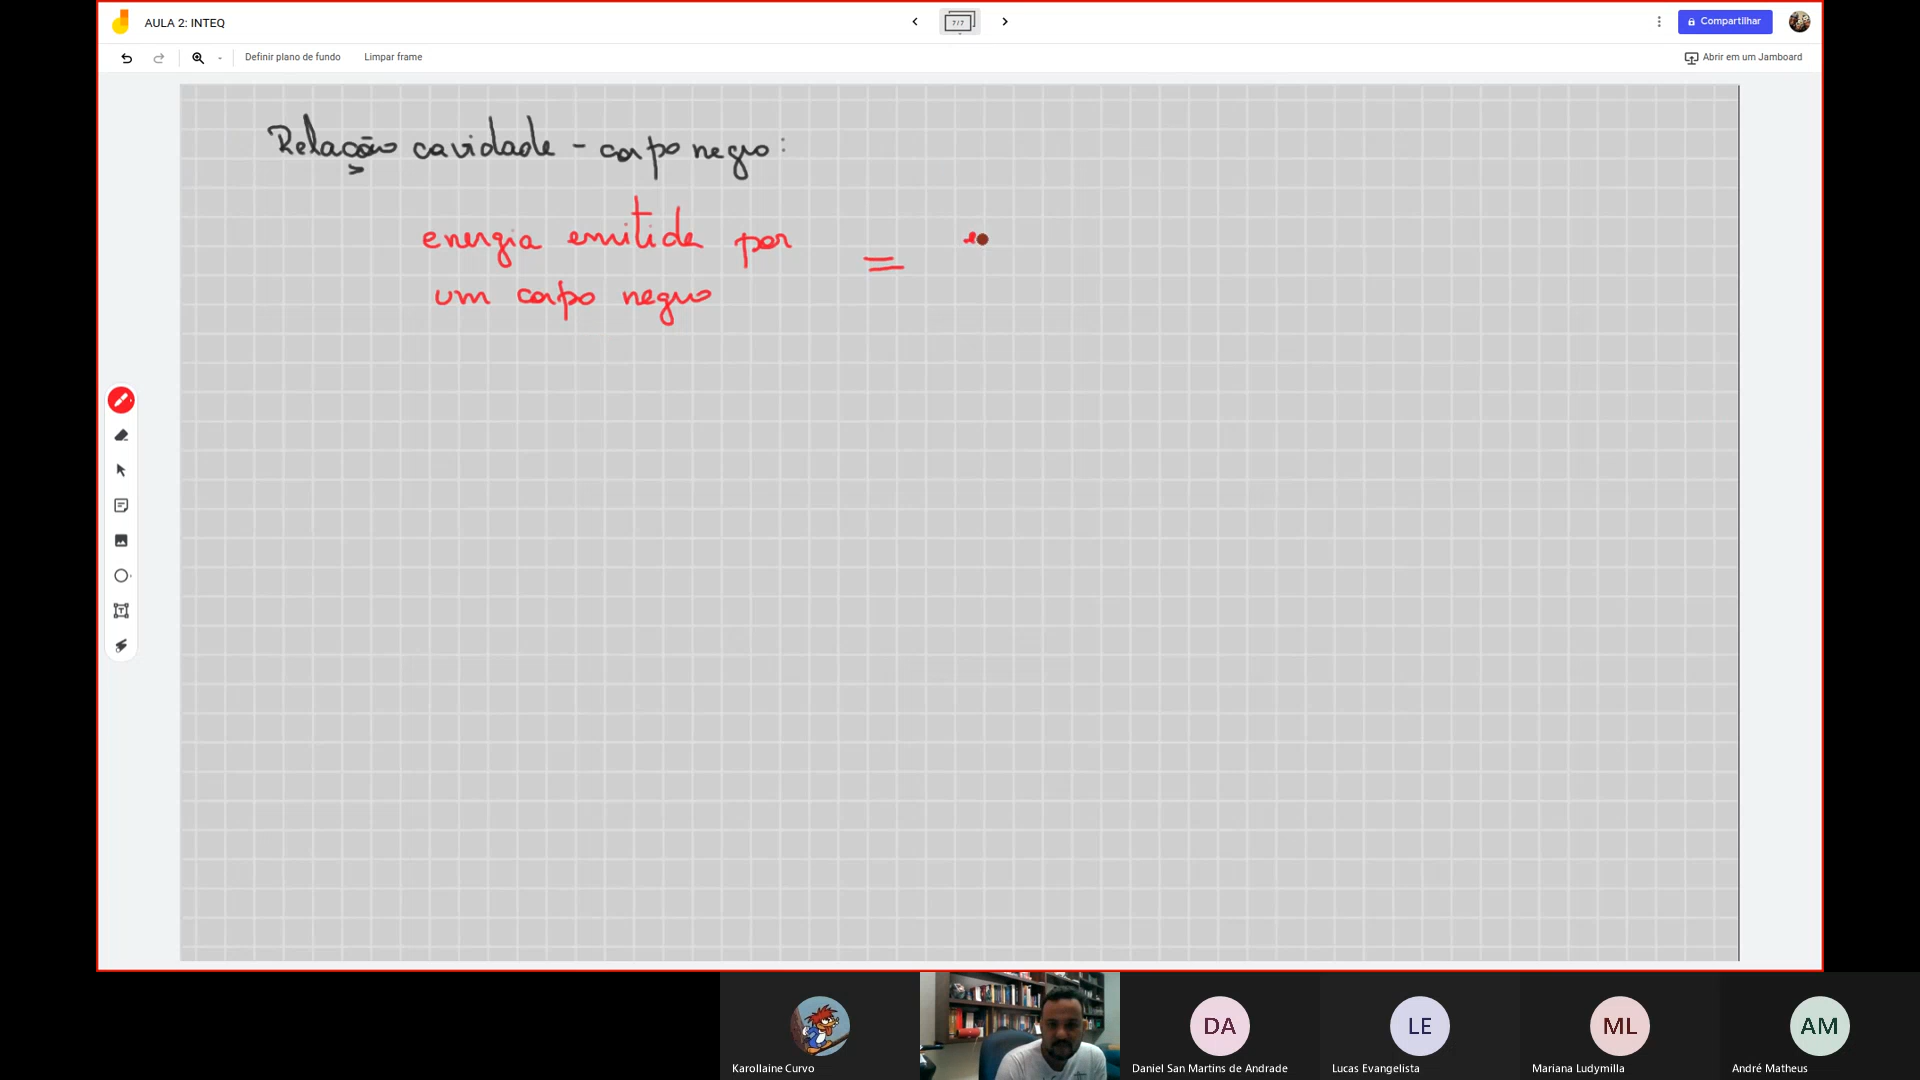 AULA 2: INTEQ
7/7
Compartilhar
Definir plano de fundo
Limpar frame
Abrir em um Jamboard
Relação cavidade - corpo negro:
energia emitida por
=
e
um corpo negro
T
DA
LE
ML
AM
Karollaine Curvo
Daniel San Martins de Andrade
Lucas Evangelista
Mariana Ludymilla
André Matheus